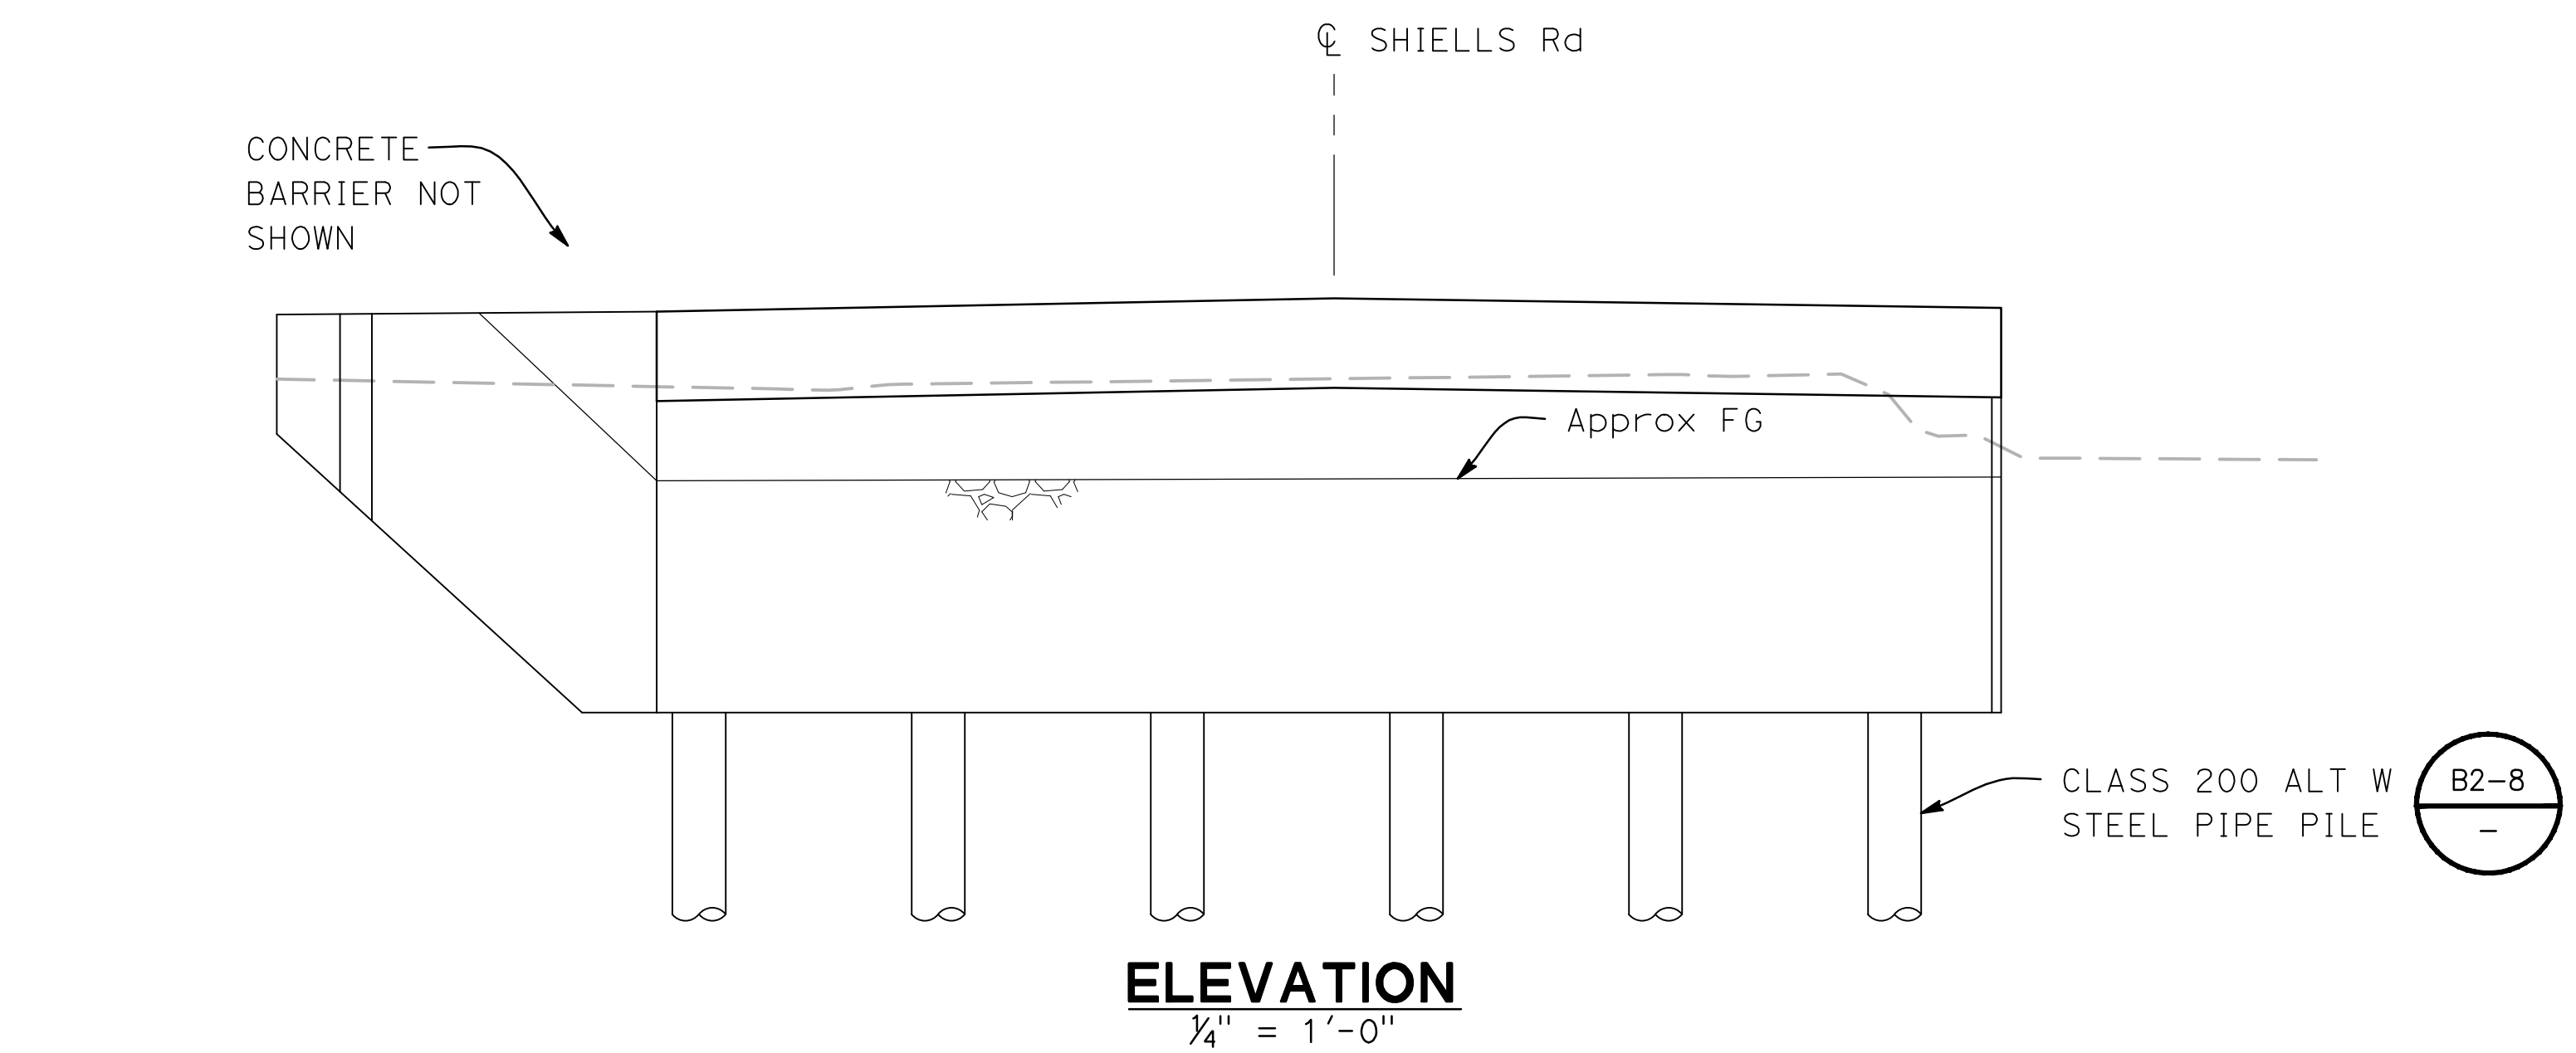 ℄ SHIELLS Rd
CONCRETE
BARRIER NOT
SHOWN
Approx FG
CLASS 200 ALT W
STEEL PIPE PILE
B2-8
-
ELEVATION
¼" = 1'-0"